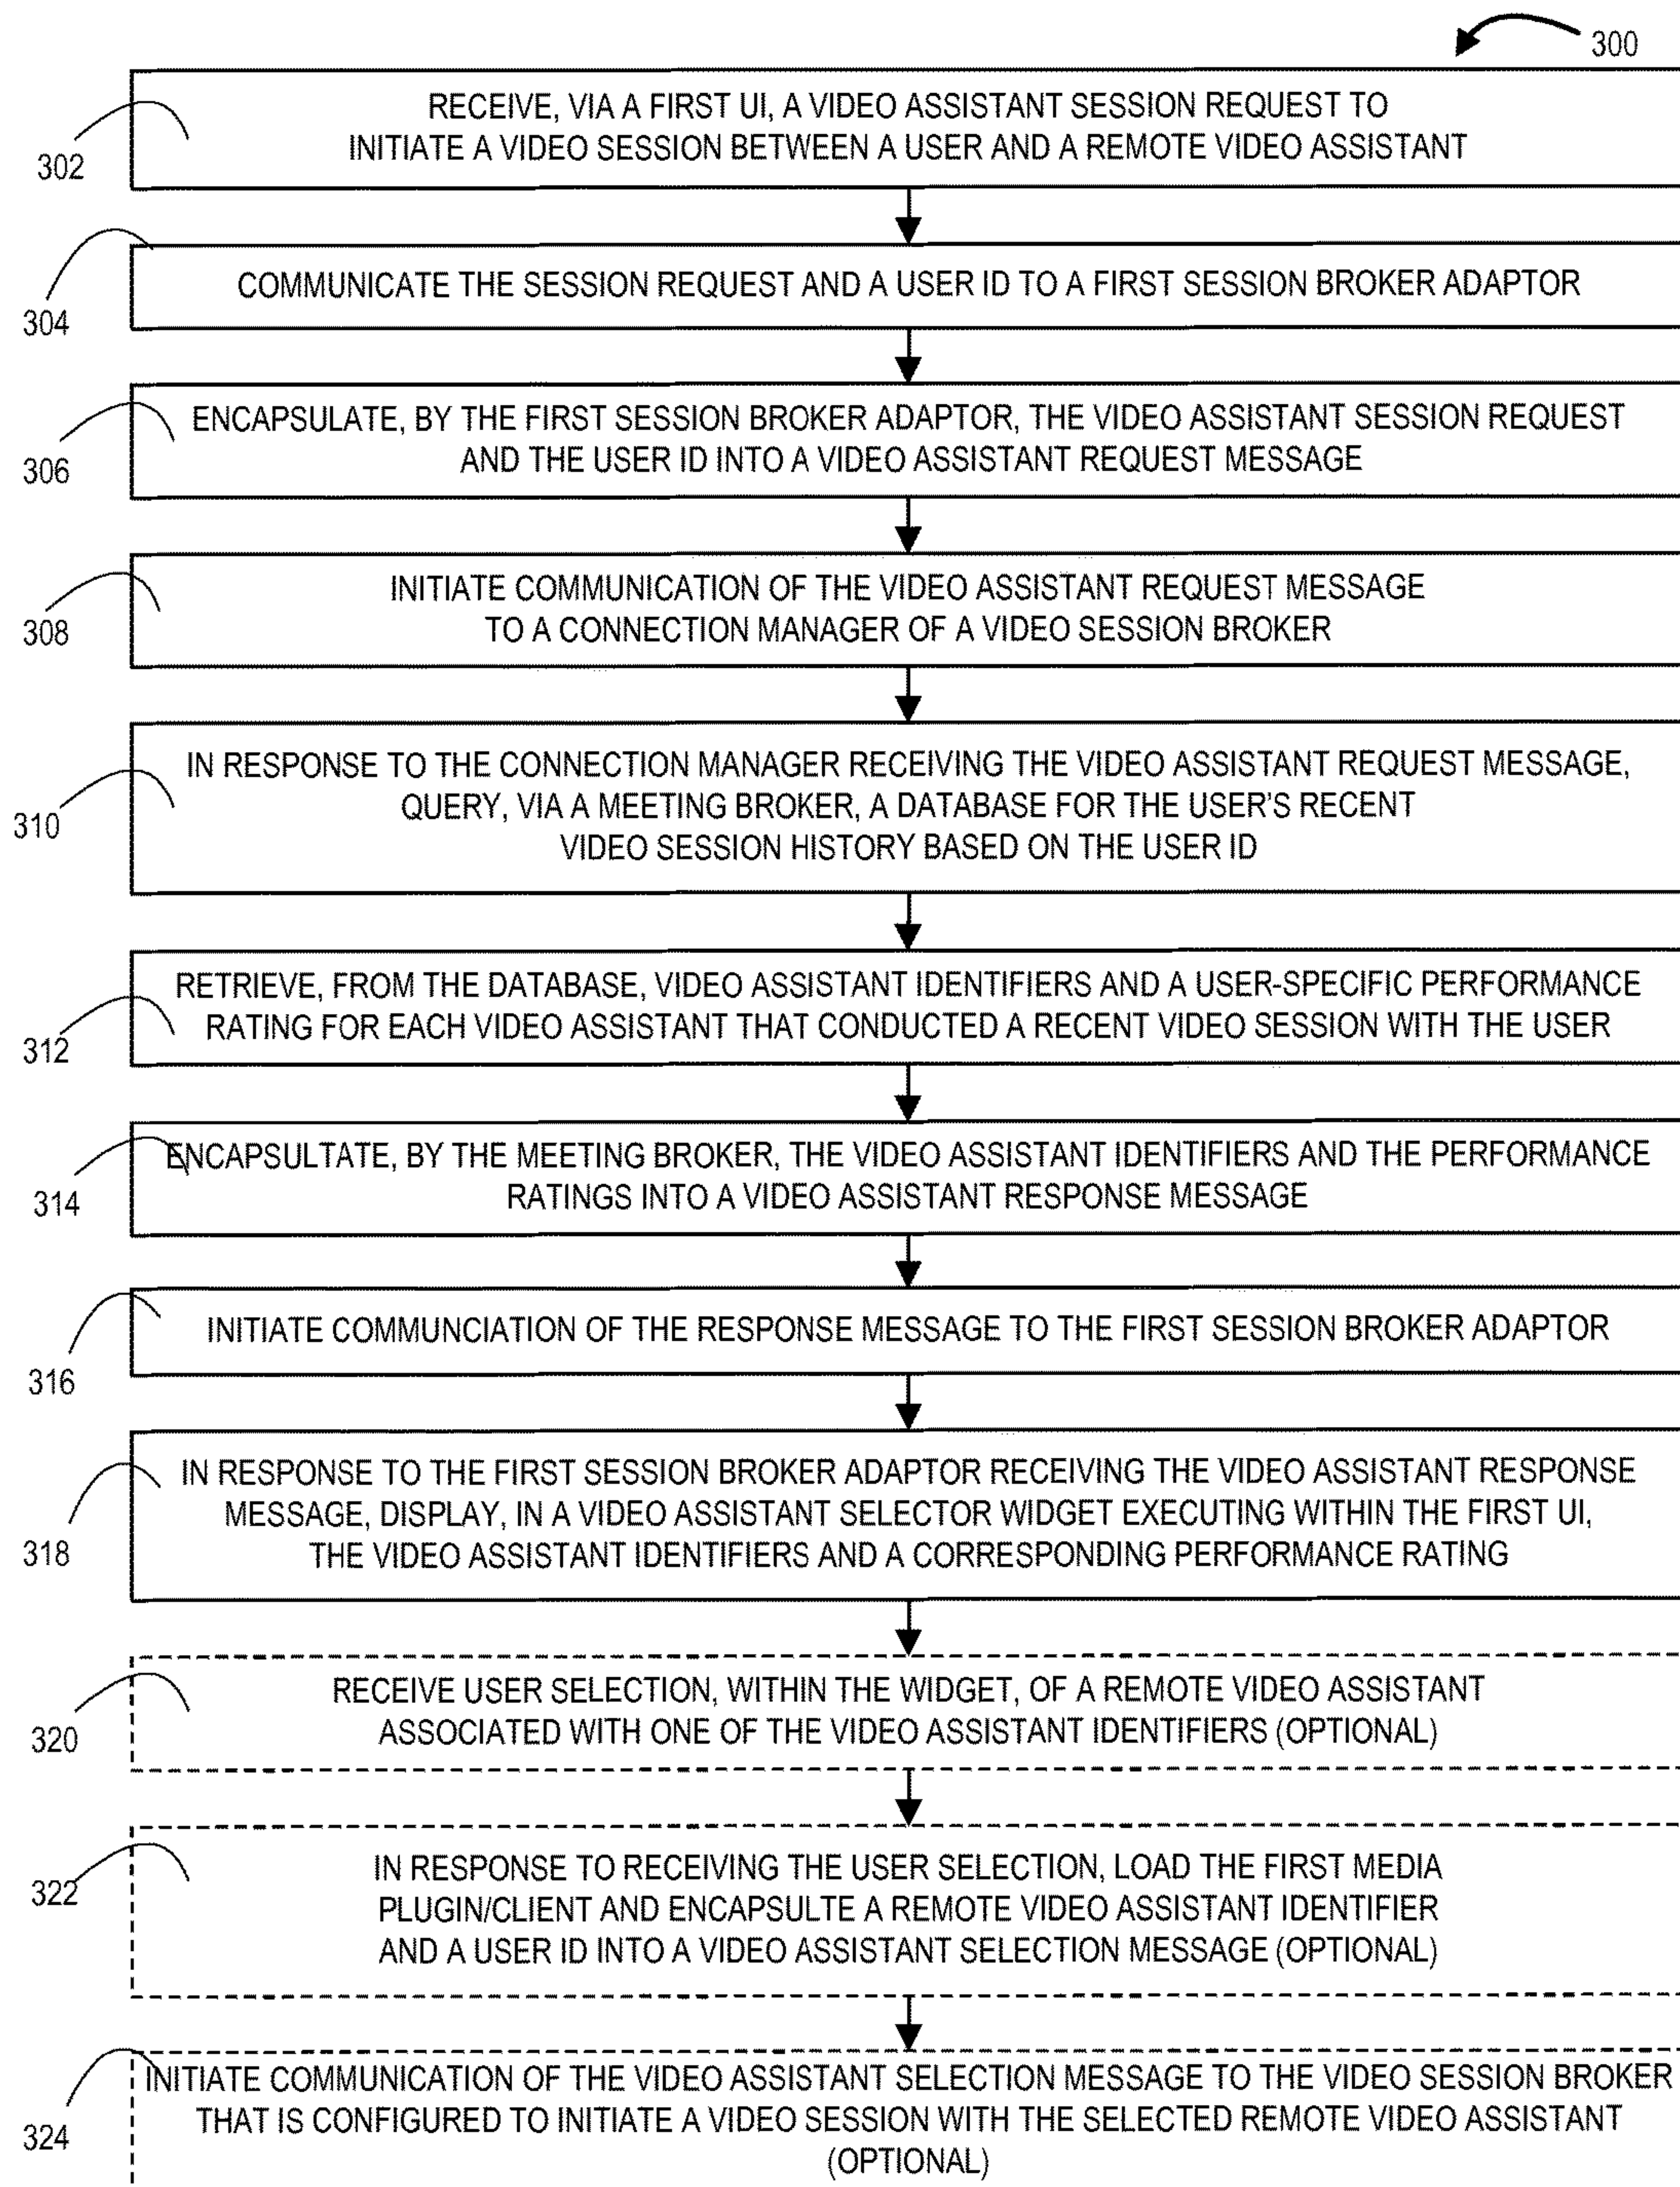 300
302
RECEIVE, VIA A FIRST UI, A VIDEO ASSISTANT SESSION REQUEST TO
INITIATE A VIDEO SESSION BETWEEN A USER AND A REMOTE VIDEO ASSISTANT
304
COMMUNICATE THE SESSION REQUEST AND A USER ID TO A FIRST SESSION BROKER ADAPTOR
306
ENCAPSULATE, BY THE FIRST SESSION BROKER ADAPTOR, THE VIDEO ASSISTANT SESSION REQUEST
AND THE USER ID INTO A VIDEO ASSISTANT REQUEST MESSAGE
308
INITIATE COMMUNICATION OF THE VIDEO ASSISTANT REQUEST MESSAGE
TO A CONNECTION MANAGER OF A VIDEO SESSION BROKER
310
IN RESPONSE TO THE CONNECTION MANAGER RECEIVING THE VIDEO ASSISTANT REQUEST MESSAGE,
QUERY, VIA A MEETING BROKER, A DATABASE FOR THE USER'S RECENT
VIDEO SESSION HISTORY BASED ON THE USER ID
312
RETRIEVE, FROM THE DATABASE, VIDEO ASSISTANT IDENTIFIERS AND A USER-SPECIFIC PERFORMANCE
RATING FOR EACH VIDEO ASSISTANT THAT CONDUCTED A RECENT VIDEO SESSION WITH THE USER
314
ENCAPSULTATE, BY THE MEETING BROKER, THE VIDEO ASSISTANT IDENTIFIERS AND THE PERFORMANCE
RATINGS INTO A VIDEO ASSISTANT RESPONSE MESSAGE
316
INITIATE COMMUNCIATION OF THE RESPONSE MESSAGE TO THE FIRST SESSION BROKER ADAPTOR
318
IN RESPONSE TO THE FIRST SESSION BROKER ADAPTOR RECEIVING THE VIDEO ASSISTANT RESPONSE
MESSAGE, DISPLAY, IN A VIDEO ASSISTANT SELECTOR WIDGET EXECUTING WITHIN THE FIRST UI,
THE VIDEO ASSISTANT IDENTIFIERS AND A CORRESPONDING PERFORMANCE RATING
320
RECEIVE USER SELECTION, WITHIN THE WIDGET, OF A REMOTE VIDEO ASSISTANT
ASSOCIATED WITH ONE OF THE VIDEO ASSISTANT IDENTIFIERS (OPTIONAL)
322
IN RESPONSE TO RECEIVING THE USER SELECTION, LOAD THE FIRST MEDIA
PLUGIN/CLIENT AND ENCAPSULTE A REMOTE VIDEO ASSISTANT IDENTIFIER
AND A USER ID INTO A VIDEO ASSISTANT SELECTION MESSAGE (OPTIONAL)
324
INITIATE COMMUNICATION OF THE VIDEO ASSISTANT SELECTION MESSAGE TO THE VIDEO SESSION BROKER
THAT IS CONFIGURED TO INITIATE A VIDEO SESSION WITH THE SELECTED REMOTE VIDEO ASSISTANT
(OPTIONAL)